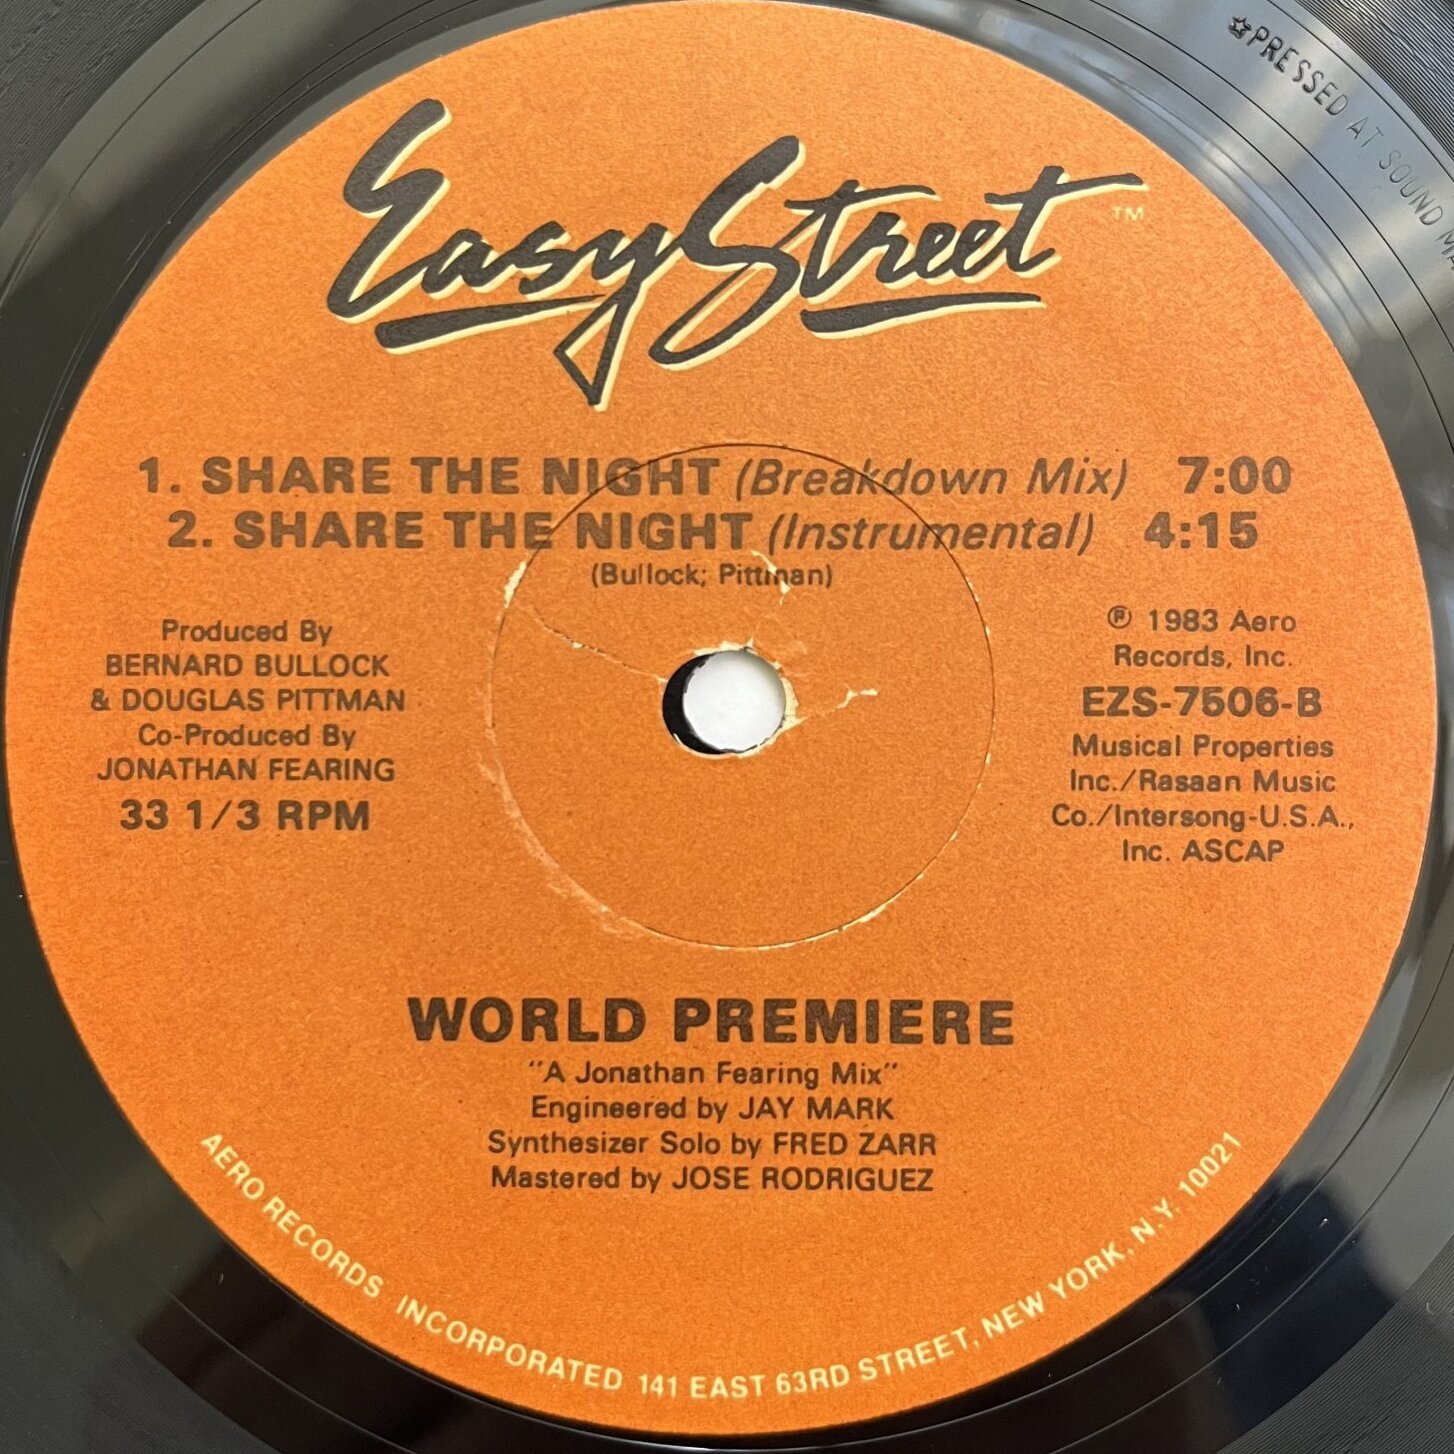 Easy Street ™
1. SHARE THE NIGHT (Breakdown Mix) 7:00
2. SHARE THE NIGHT (Instrumental) 4:15
(Bullock; Pittman)
Produced By
BERNARD BULLOCK
& DOUGLAS PITTMAN
Co-Produced By
JONATHAN FEARING
33 1/3 RPM
℗ 1983 Aero
Records, Inc.
EZS-7506-B
Musical Properties
Inc./Rasaan Music
Co./Intersong-U.S.A.,
Inc. ASCAP
WORLD PREMIERE
"A Jonathan Fearing Mix"
Engineered by JAY MARK
Synthesizer Solo by FRED ZARR
Mastered by JOSE RODRIGUEZ
AERO RECORDS INCORPORATED 141 EAST 63RD STREET, NEW YORK, N.Y. 10021
☆PRESSED AT SOUND